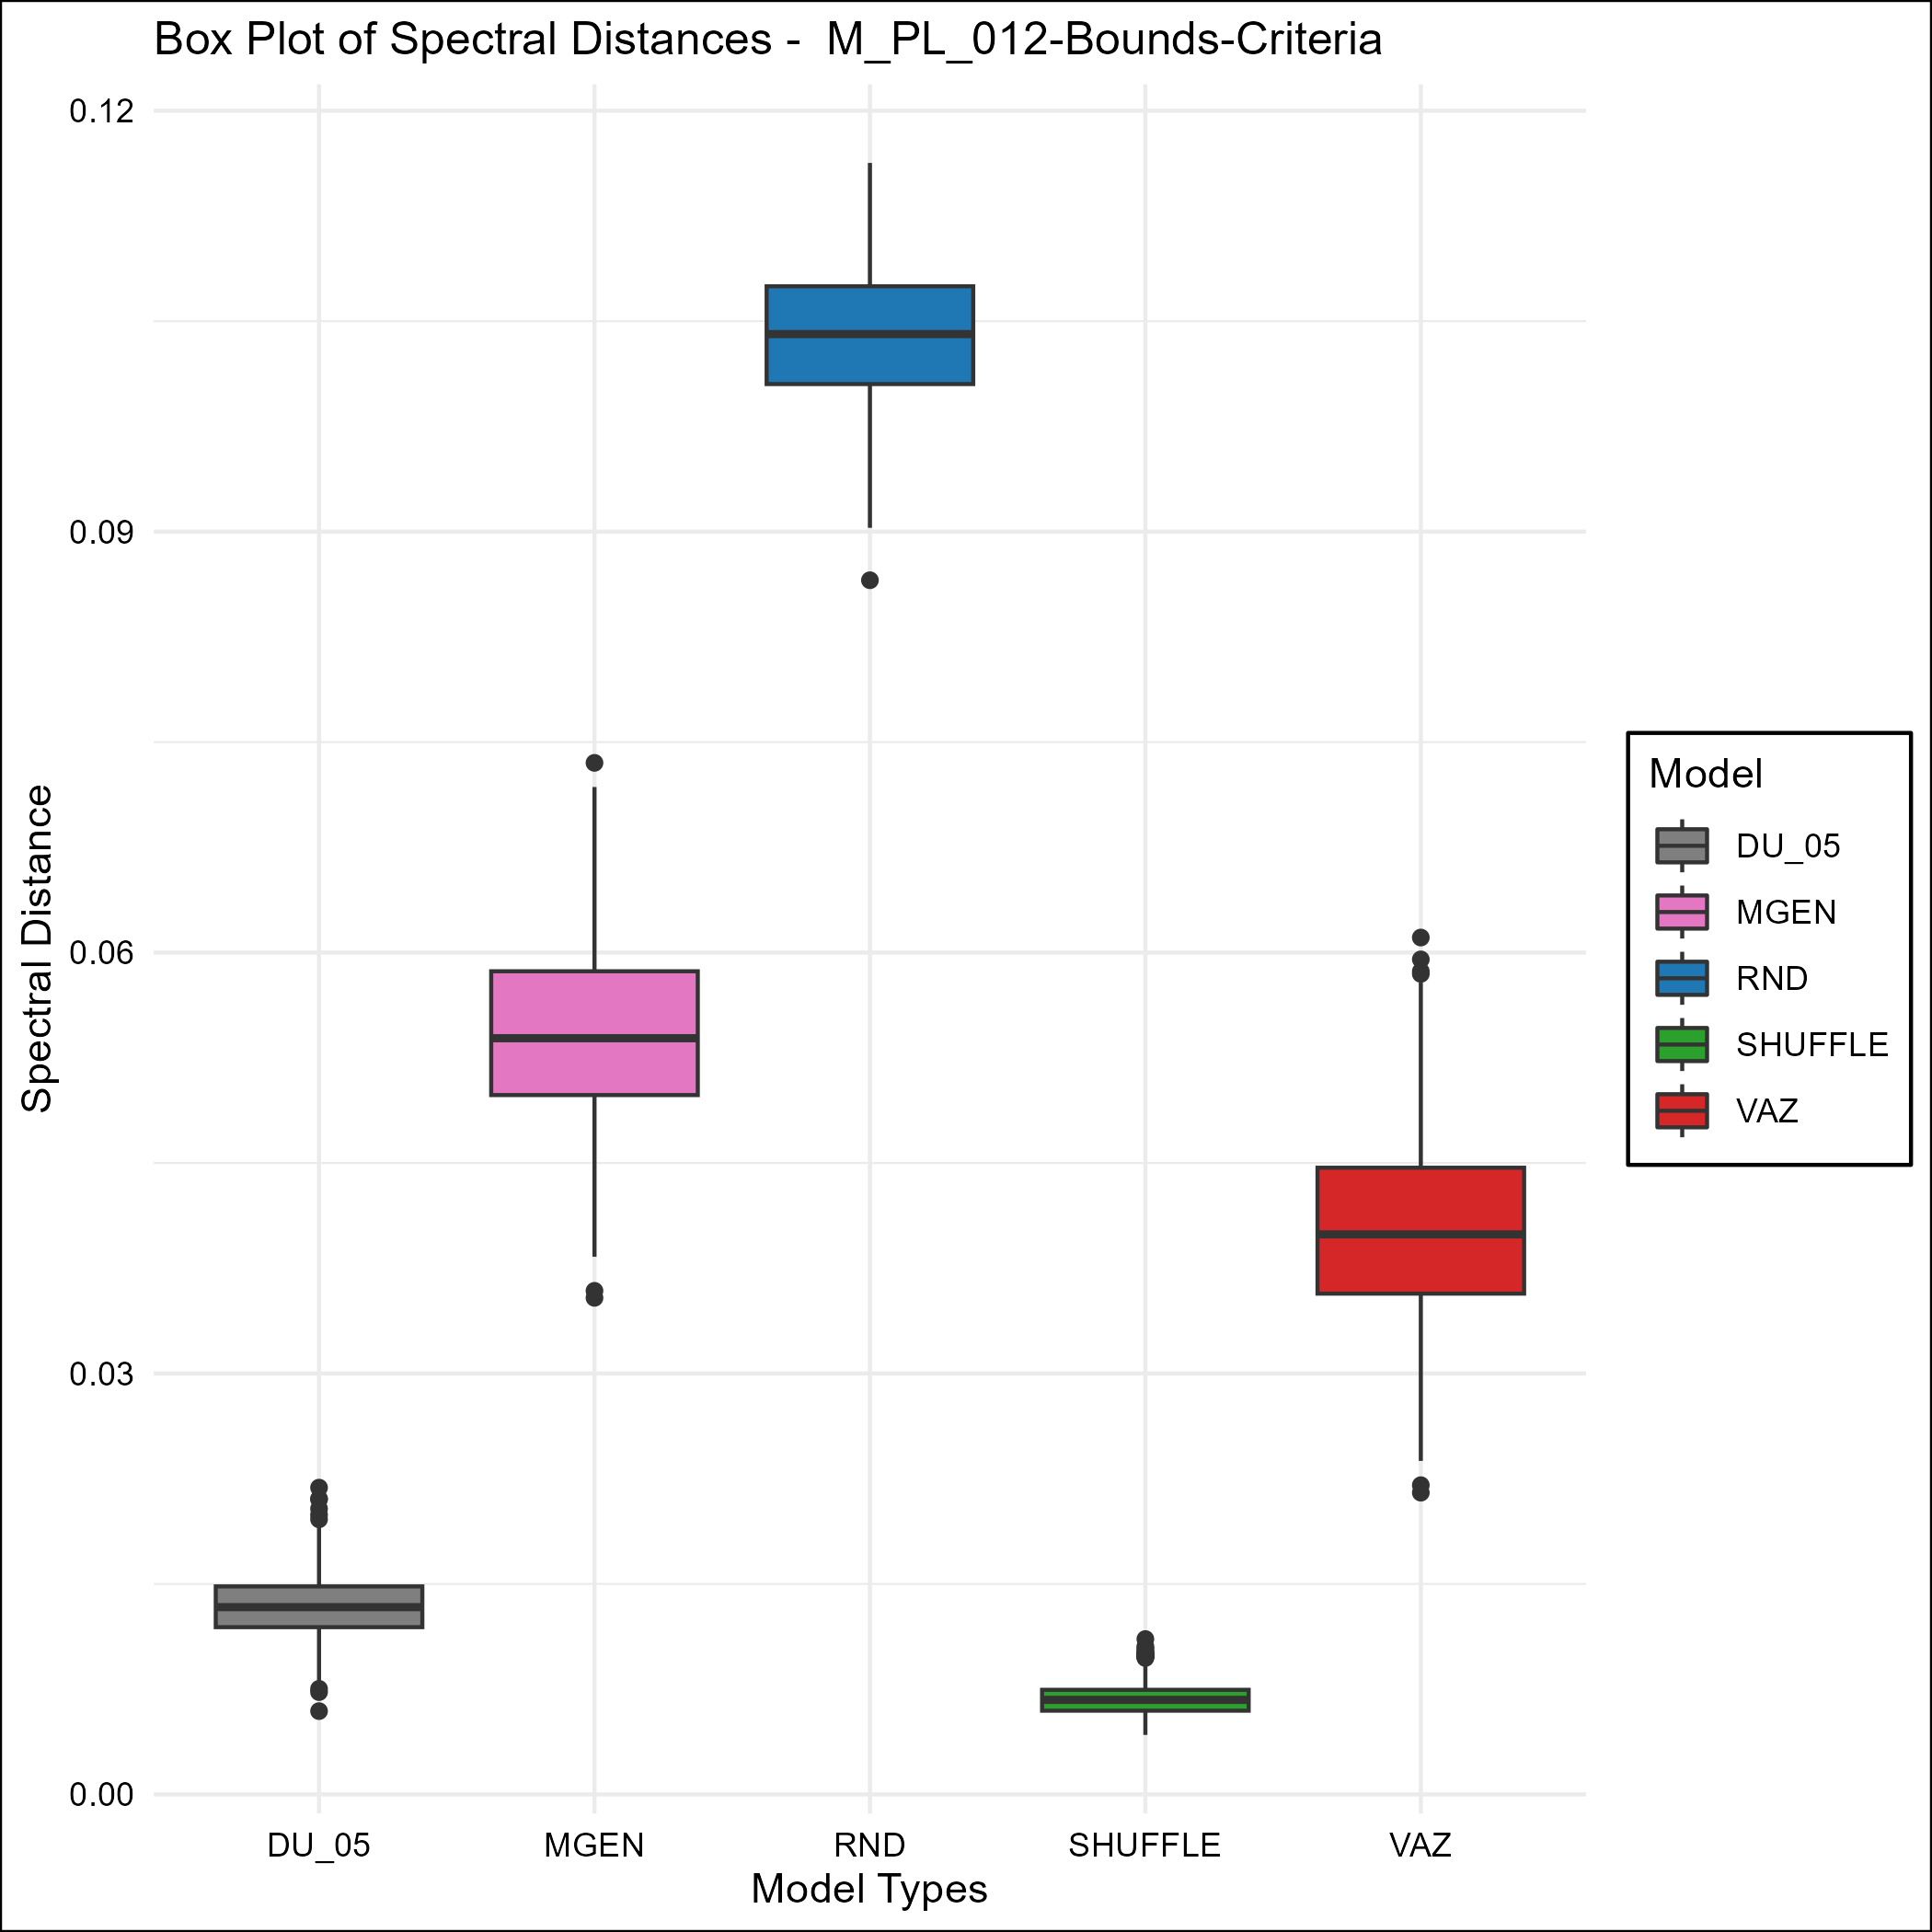 Box Plot of Spectral Distances -  M_PL_012-Bounds-Criteria
0.12
0.09
0.06
0.03
0.00
Spectral Distance
DU_05
MGEN
RND
SHUFFLE
VAZ
Model Types
Model
DU_05
MGEN
RND
SHUFFLE
VAZ